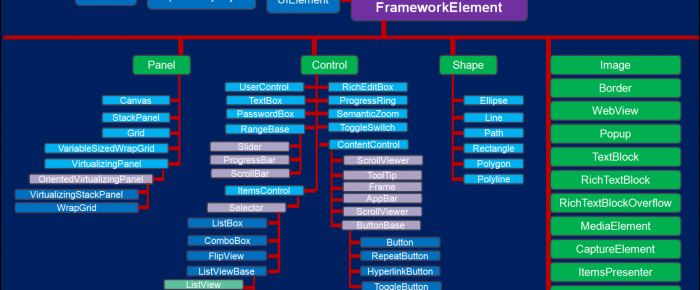 UIElement
FrameworkElement
Panel
Control
Shape
Image
Border
WebView
Popup
TextBlock
RichTextBlock
RichTextBlockOverflow
MediaElement
CaptureElement
ItemsPresenter
Canvas
StackPanel
Grid
VariableSizedWrapGrid
VirtualizingPanel
OrientedVirtualizingPanel
VirtualizingStackPanel
WrapGrid
UserControl
TextBox
PasswordBox
RangeBase
Slider
ProgressBar
ScrollBar
ItemsControl
Selector
ListBox
ComboBox
FlipView
ListViewBase
ListView
RichEditBox
ProgressRing
SemanticZoom
ToggleSwitch
ContentControl
ScrollViewer
ToolTip
Frame
AppBar
ScrollViewer
ButtonBase
Button
RepeatButton
HyperlinkButton
ToggleButton
Ellipse
Line
Path
Rectangle
Polygon
Polyline